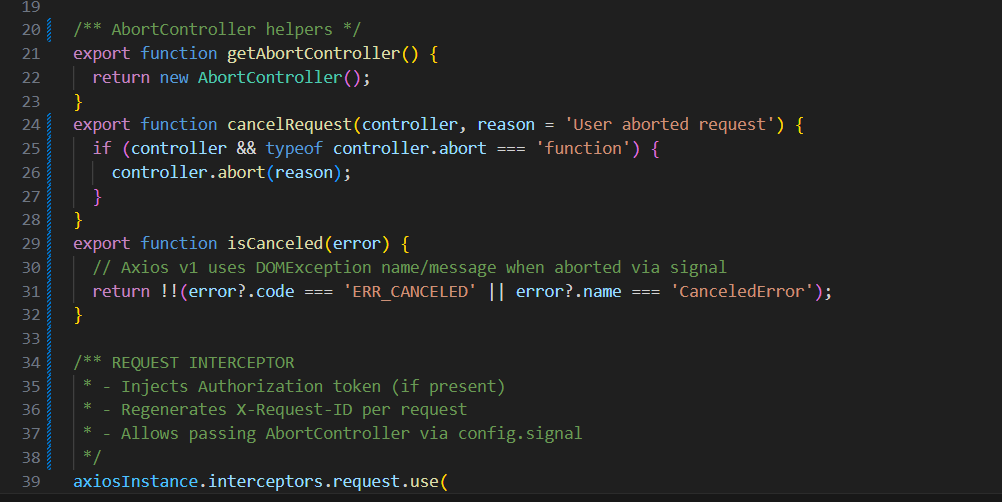 19
20 /** AbortController helpers */
21 export function getAbortController() {
22   return new AbortController();
23 }
24 export function cancelRequest(controller, reason = 'User aborted request') {
25   if (controller && typeof controller.abort === 'function') {
26     controller.abort(reason);
27   }
28 }
29 export function isCanceled(error) {
30   // Axios v1 uses DOMException name/message when aborted via signal
31   return !!(error?.code === 'ERR_CANCELED' || error?.name === 'CanceledError');
32 }
33
34 /** REQUEST INTERCEPTOR
35  * - Injects Authorization token (if present)
36  * - Regenerates X-Request-ID per request
37  * - Allows passing AbortController via config.signal
38  */
39 axiosInstance.interceptors.request.use(